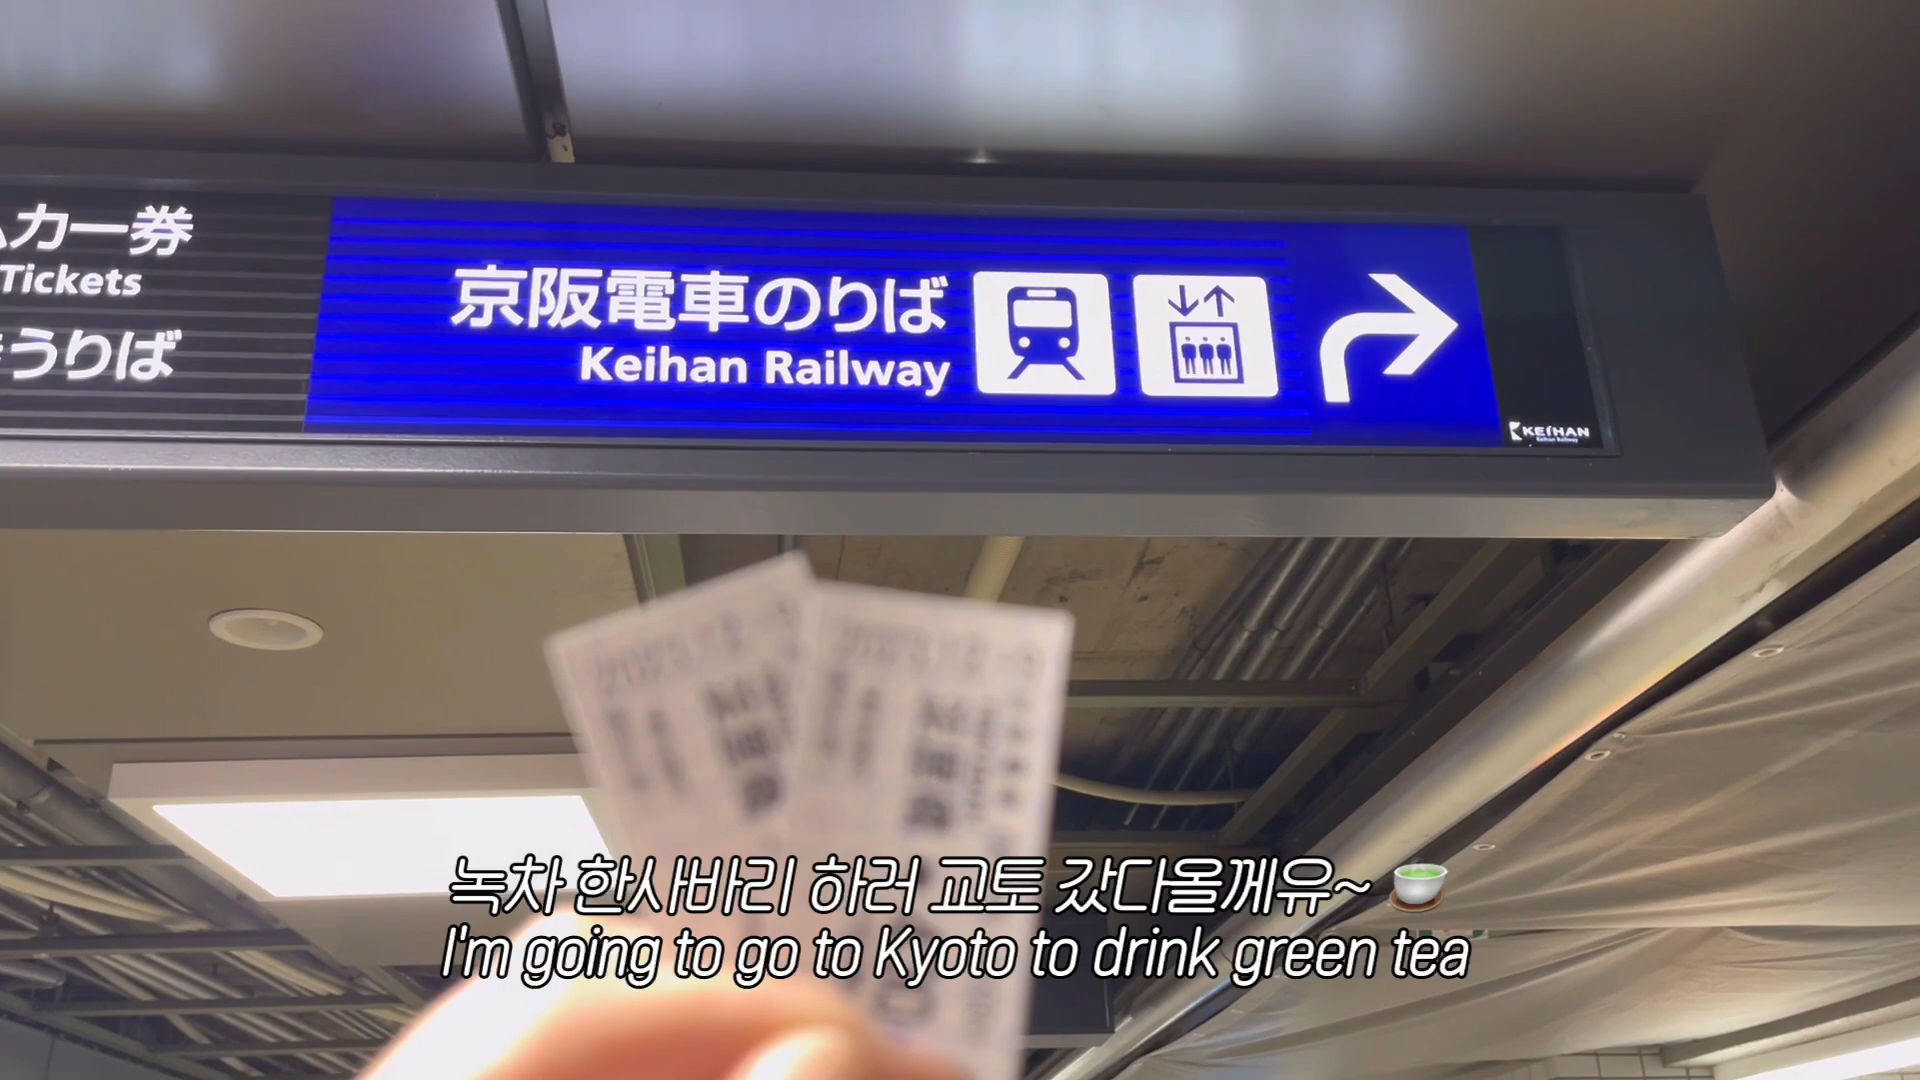 カー券
Tickets
うりば
京阪電車のりば
Keihan Railway
KEIHAN
Keihan Railway
녹차 한사바리 하러 교토 갔다올께유~
I'm going to go to Kyoto to drink green tea